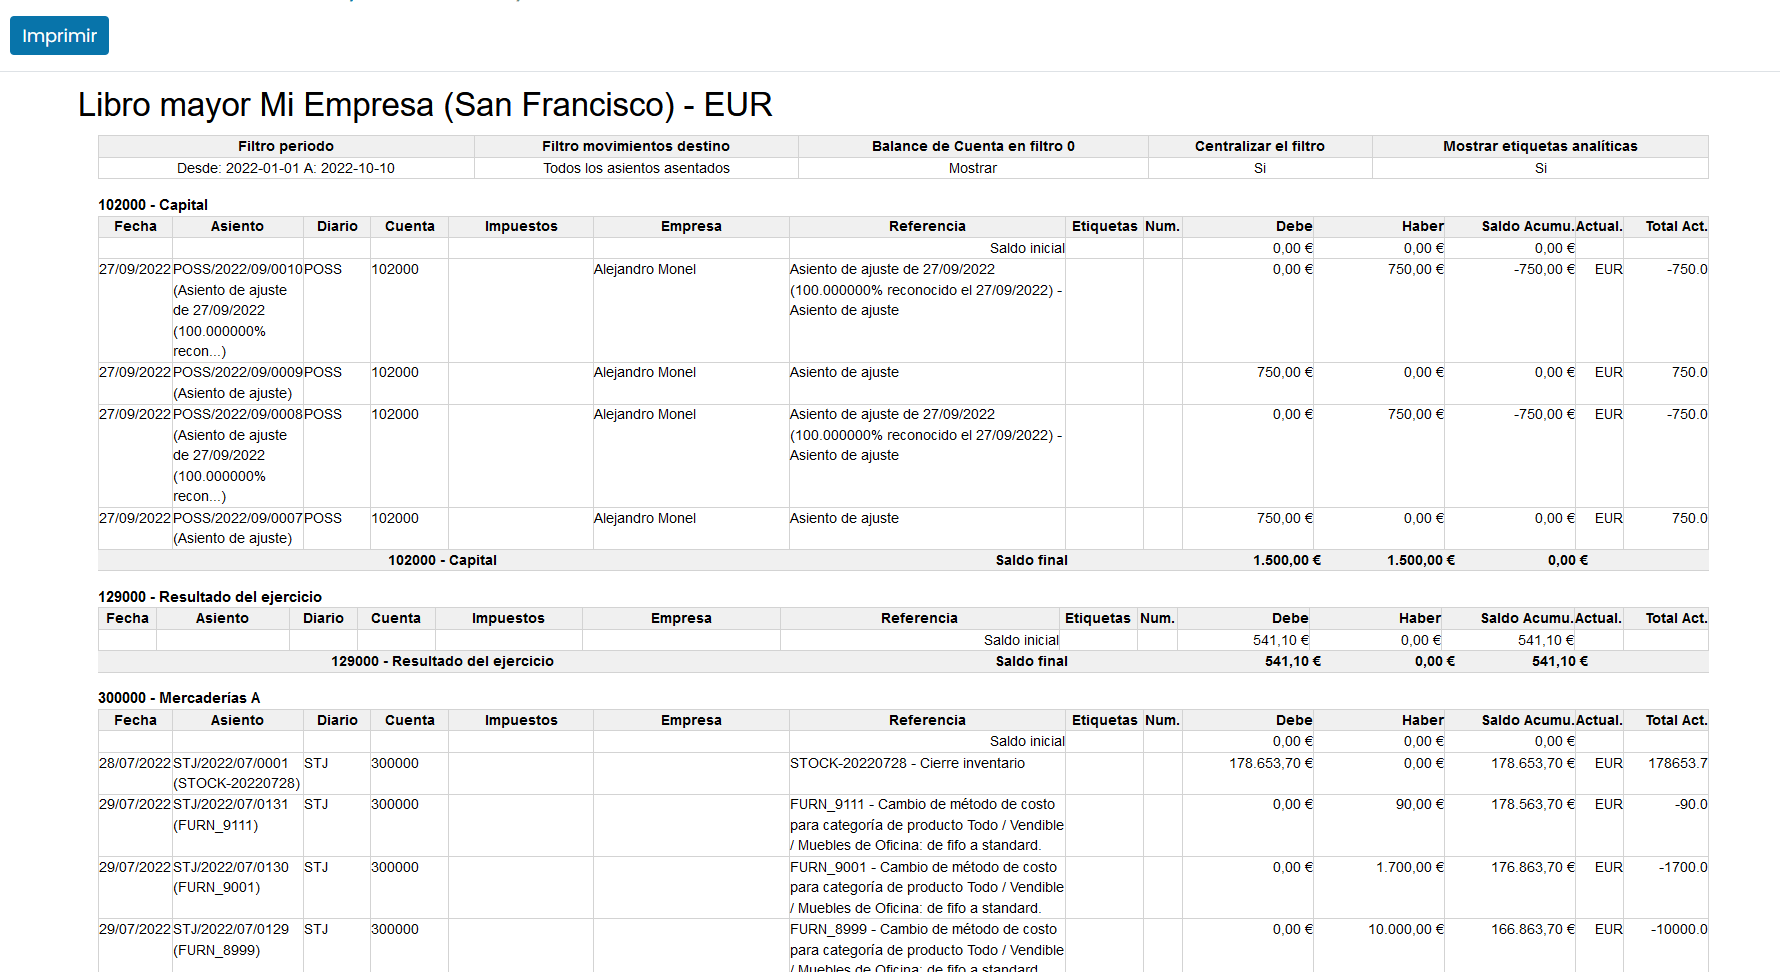 Imprimir
Libro mayor Mi Empresa (San Francisco) - EUR
Filtro periodo Filtro movimientos destino Balance de Cuenta en filtro 0 Centralizar el filtro Mostrar etiquetas analíticas
Desde: 2022-01-01 A: 2022-10-10 Todos los asientos asentados Mostrar Si Si
102000 - Capital
Fecha Asiento Diario Cuenta Impuestos Empresa Referencia Etiquetas Num. Debe Haber Saldo Acumu. Actual. Total Act.
Saldo inicial 0,00 € 0,00 € 0,00 €
27/09/2022 POSS/2022/09/0010 POSS 102000 Alejandro Monel Asiento de ajuste de 27/09/2022 0,00 € 750,00 € -750,00 € EUR -750.0
(Asiento de ajuste (100.000000% reconocido el 27/09/2022) -
de 27/09/2022 Asiento de ajuste
(100.000000%
recon...)
27/09/2022 POSS/2022/09/0009 POSS 102000 Alejandro Monel Asiento de ajuste 750,00 € 0,00 € 0,00 € EUR 750.0
(Asiento de ajuste)
27/09/2022 POSS/2022/09/0008 POSS 102000 Alejandro Monel Asiento de ajuste de 27/09/2022 0,00 € 750,00 € -750,00 € EUR -750.0
(Asiento de ajuste (100.000000% reconocido el 27/09/2022) -
de 27/09/2022 Asiento de ajuste
(100.000000%
recon...)
27/09/2022 POSS/2022/09/0007 POSS 102000 Alejandro Monel Asiento de ajuste 750,00 € 0,00 € 0,00 € EUR 750.0
(Asiento de ajuste)
102000 - Capital Saldo final 1.500,00 € 1.500,00 € 0,00 €
129000 - Resultado del ejercicio
Fecha Asiento Diario Cuenta Impuestos Empresa Referencia Etiquetas Num. Debe Haber Saldo Acumu. Actual. Total Act.
Saldo inicial 541,10 € 0,00 € 541,10 €
129000 - Resultado del ejercicio Saldo final 541,10 € 0,00 € 541,10 €
300000 - Mercaderías A
Fecha Asiento Diario Cuenta Impuestos Empresa Referencia Etiquetas Num. Debe Haber Saldo Acumu. Actual. Total Act.
Saldo inicial 0,00 € 0,00 € 0,00 €
28/07/2022 STJ/2022/07/0001 STJ 300000 STOCK-20220728 - Cierre inventario 178.653,70 € 0,00 € 178.653,70 € EUR 178653.7
(STOCK-20220728)
29/07/2022 STJ/2022/07/0131 STJ 300000 FURN_9111 - Cambio de método de costo 0,00 € 90,00 € 178.563,70 € EUR -90.0
(FURN_9111) para categoría de producto Todo / Vendible
/ Muebles de Oficina: de fifo a standard.
29/07/2022 STJ/2022/07/0130 STJ 300000 FURN_9001 - Cambio de método de costo 0,00 € 1.700,00 € 176.863,70 € EUR -1700.0
(FURN_9001) para categoría de producto Todo / Vendible
/ Muebles de Oficina: de fifo a standard.
29/07/2022 STJ/2022/07/0129 STJ 300000 FURN_8999 - Cambio de método de costo 0,00 € 10.000,00 € 166.863,70 € EUR -10000.0
(FURN_8999) para categoría de producto Todo / Vendible
/ Muebles de Oficina: de fifo a standard.